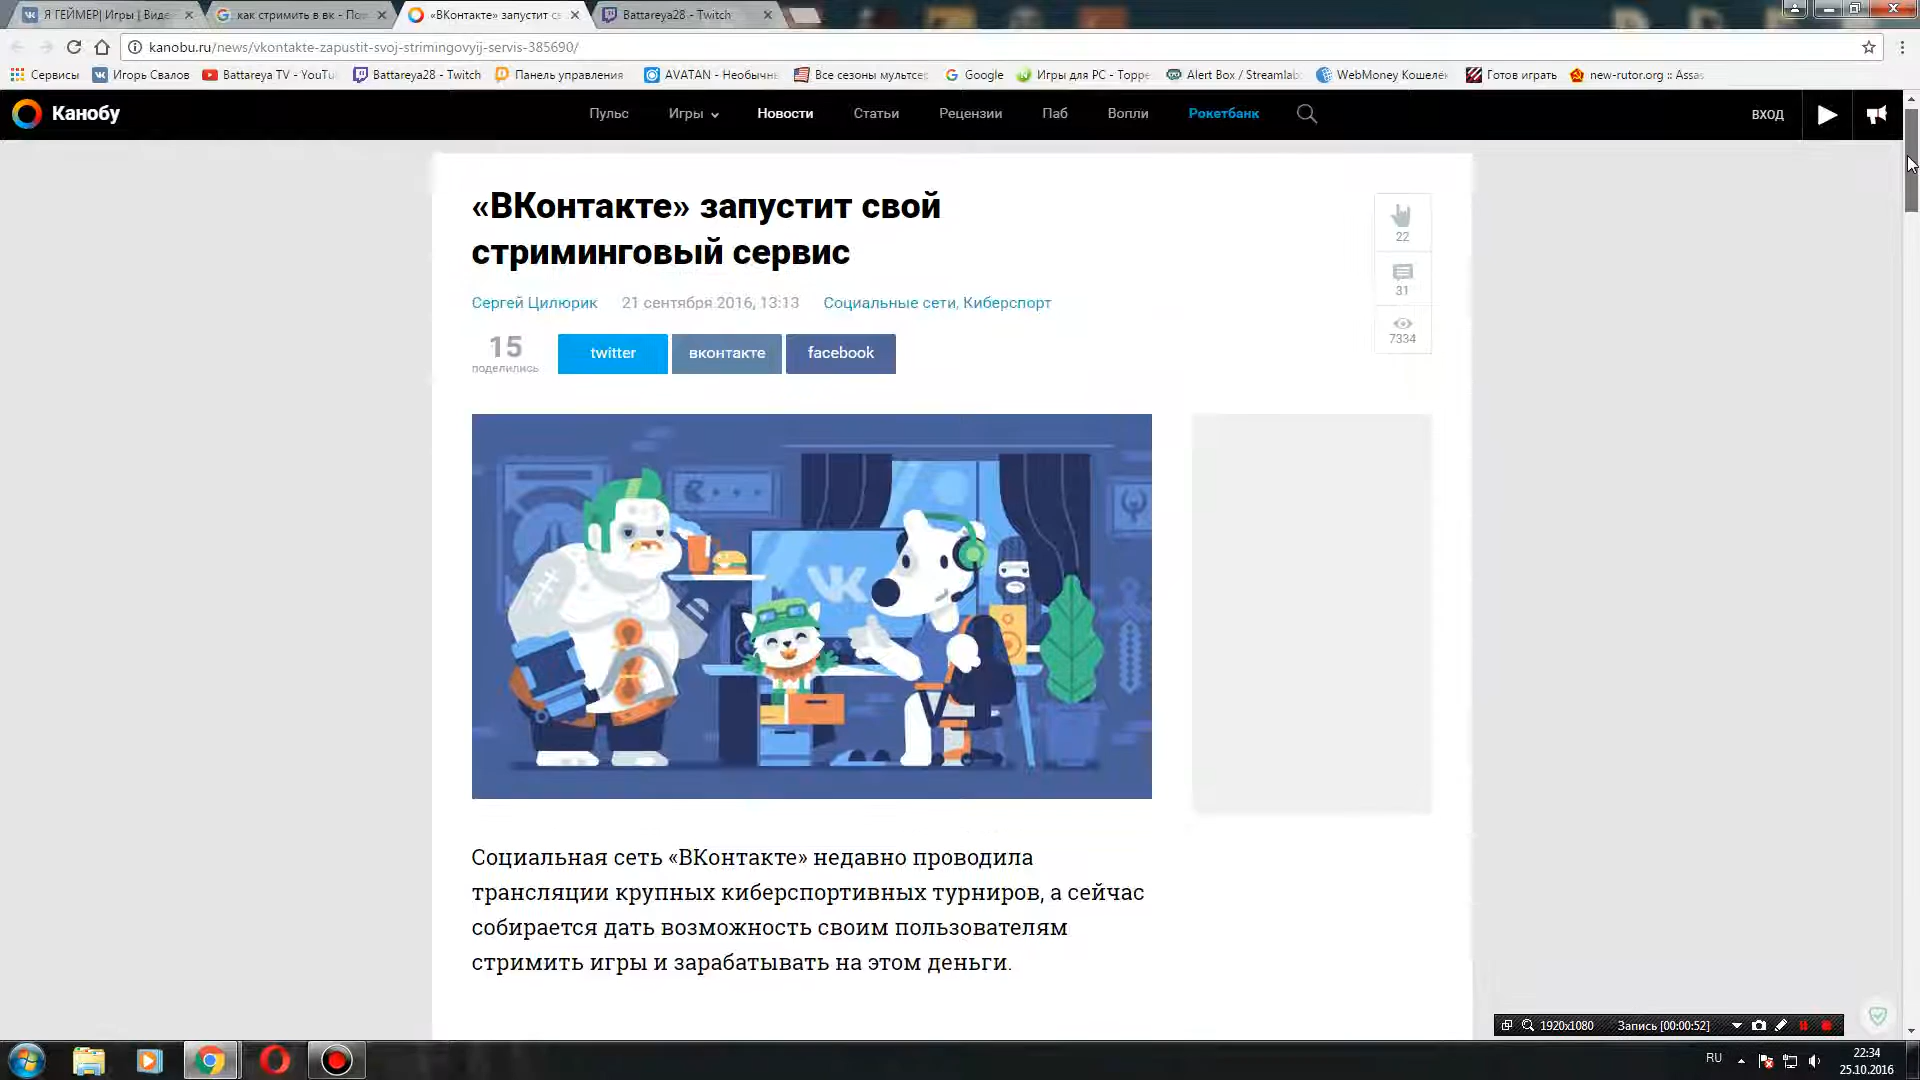 Я ГЕЙМЕР| Игры | Виде
как стримить в вк - По
«ВКонтакте» запустит с
Battareya28 - Twitch
kanobu.ru/news/vkontakte-zapustit-svoj-strimingovyij-servis-385690/
Сервисы
Игорь Свалов
Battareya TV - YouTu
Battareya28 - Twitch
Панель управления
AVATAN - Необычн
Все сезоны мультсе
Google
Игры для PC - Торре
Alert Box / Streamlab
WebMoney Кошелек
Готов играть
new-rutor.org :: Assas
Канобу
Пульс
Игры
Новости
Статьи
Рецензии
Паб
Вопли
Рокетбанк
ВХОД
«ВКонтакте» запустит свой
стриминговый сервис
22
31
7334
Сергей Цилюрик 21 сентября 2016, 13:13 Социальные сети, Киберспорт
15
поделились
twitter
вконтакте
facebook
Социальная сеть «ВКонтакте» недавно проводила
трансляции крупных киберспортивных турниров, а сейчас
собирается дать возможность своим пользователям
стримить игры и зарабатывать на этом деньги.
1920x1080 Запись [00:00:52]
RU
22:34
25.10.2016